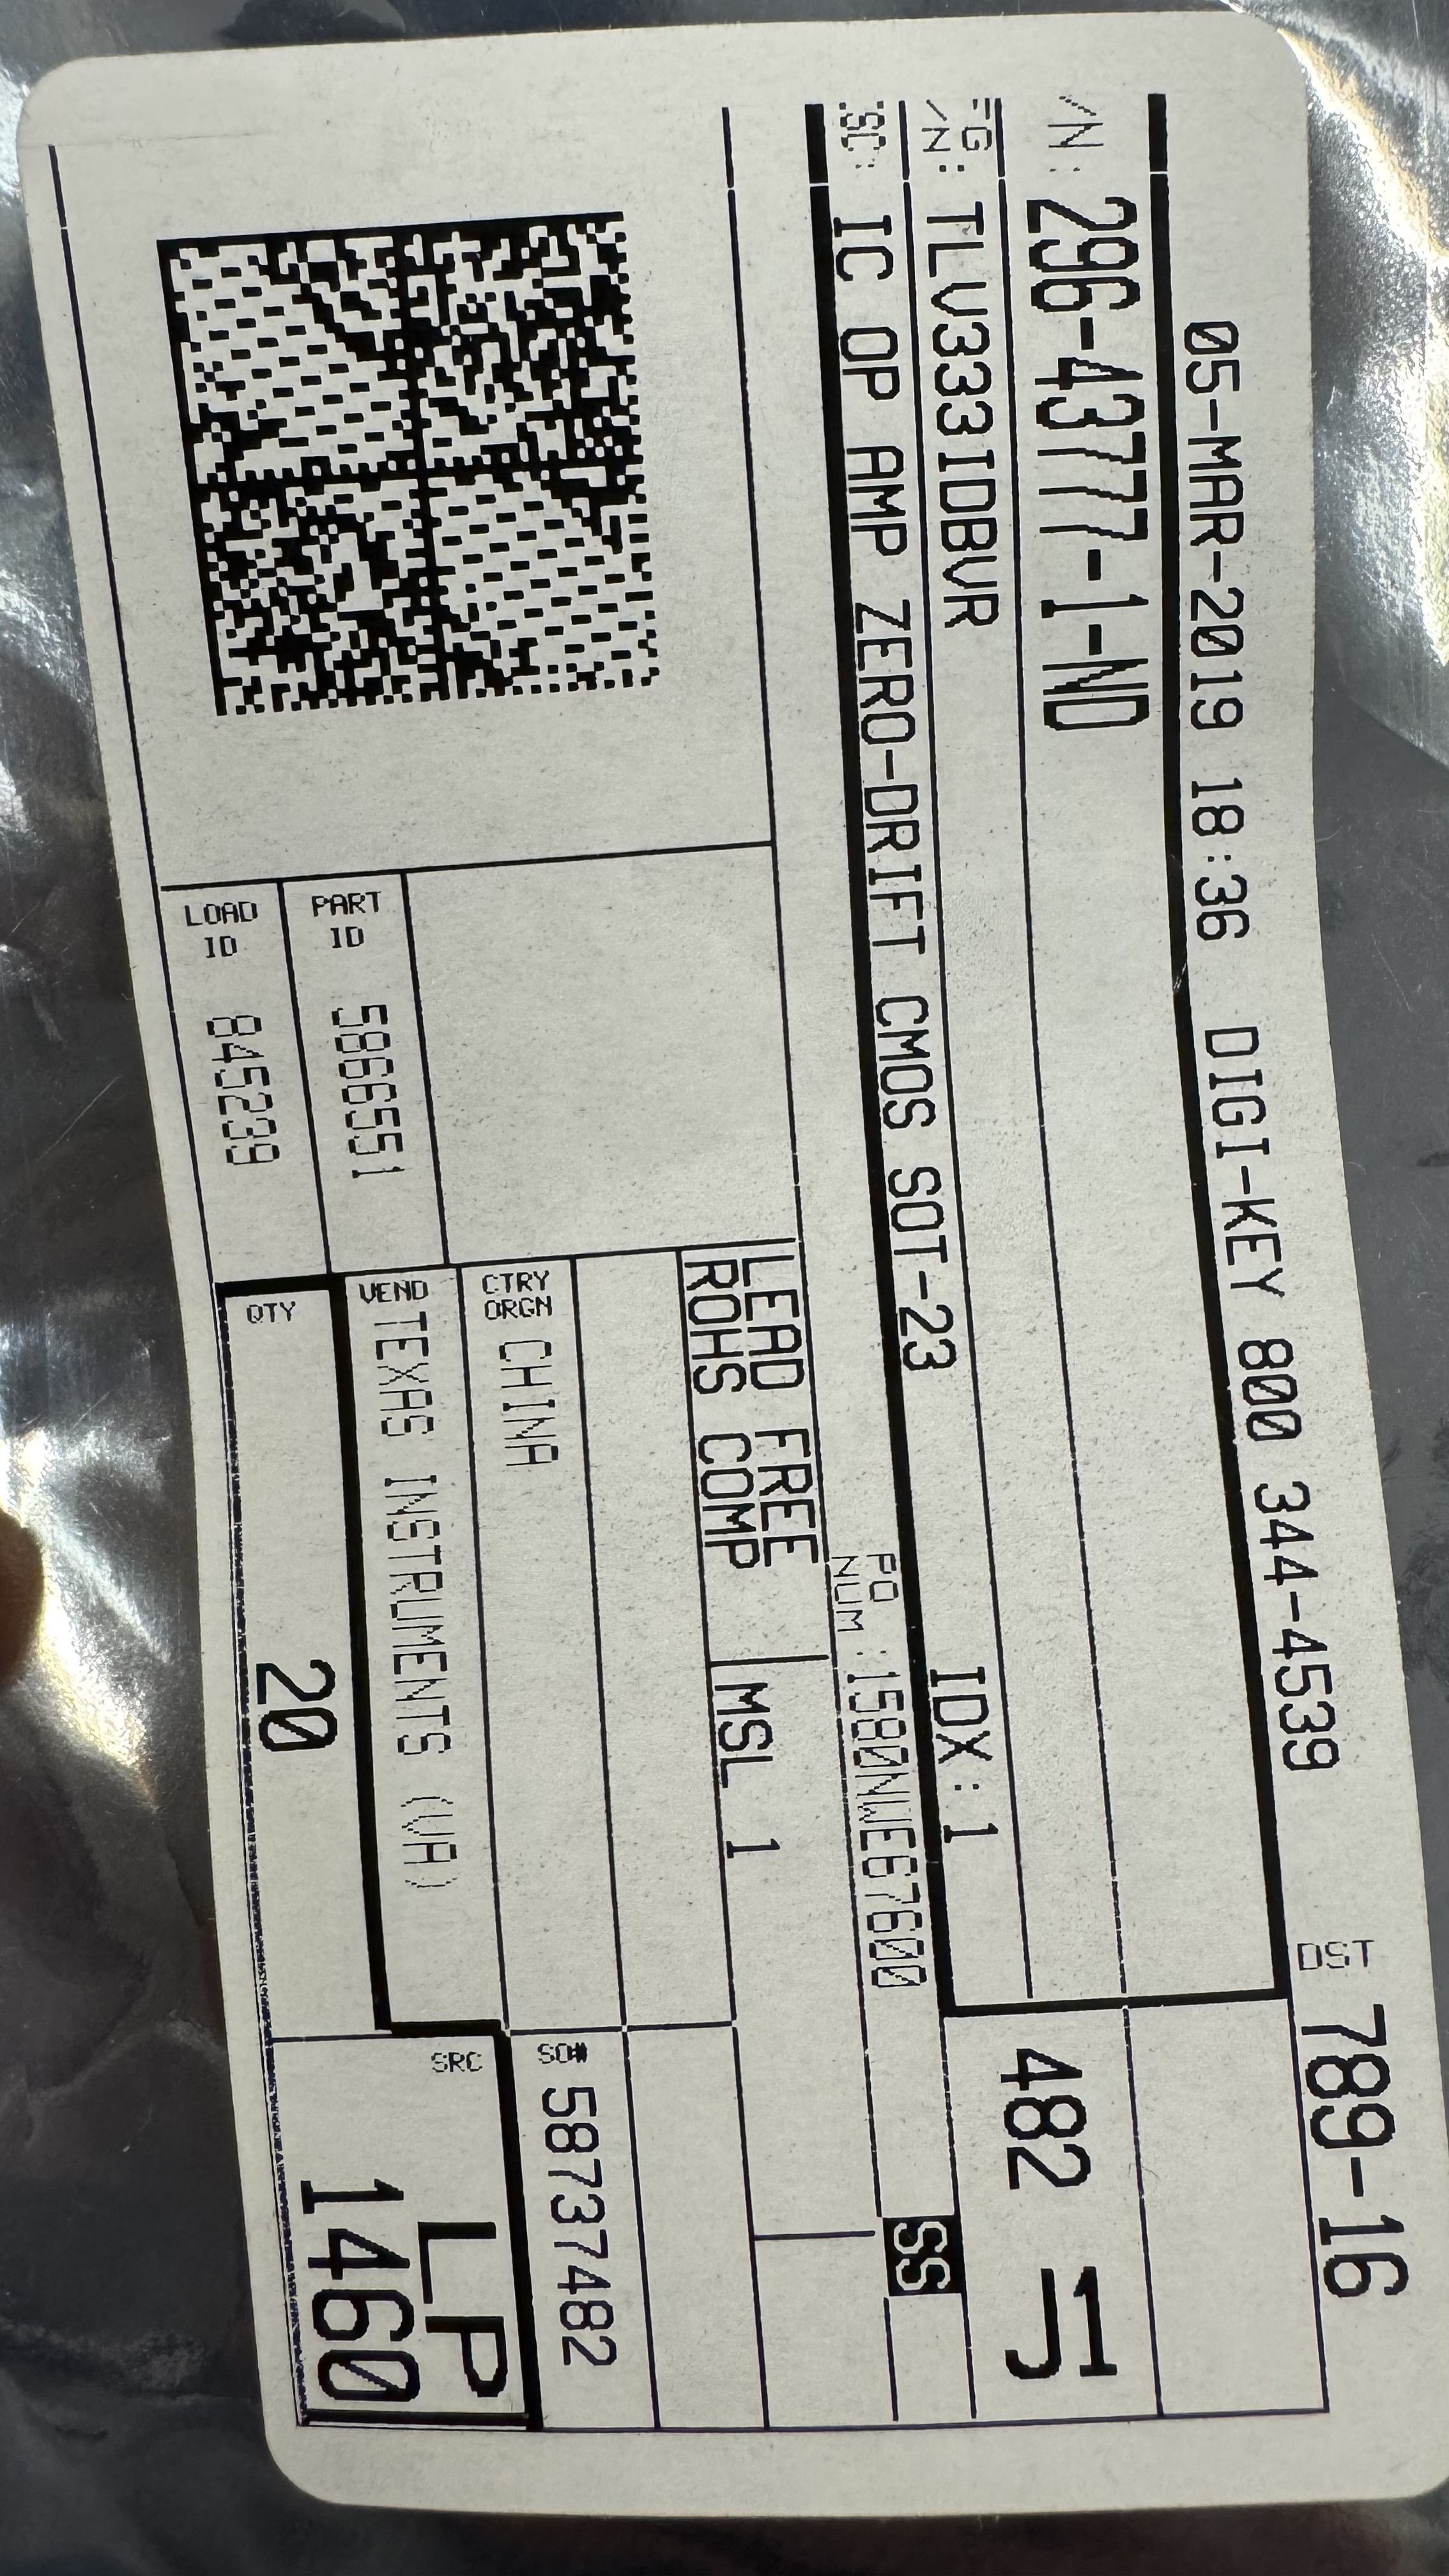 DST 789-16
05-MAR-2019 18:36 DIGI-KEY 800 344-4539
/N: 296-43777-1-ND
482 J1
FG
/N: TLV333IDBVR IDX:1
SC: IC OP AMP ZERO-DRIFT CMOS SOT-23 SS
PO
NUM :1580NWE67600
LEAD FREE
ROHS COMP MSL 1
CTRY
ORGN CHINA
SO# 58737482
PART
ID 5866551
VEND TEXAS INSTRUMENTS (VA)
LOAD
ID 845239
QTY 20
SRC LP
1460